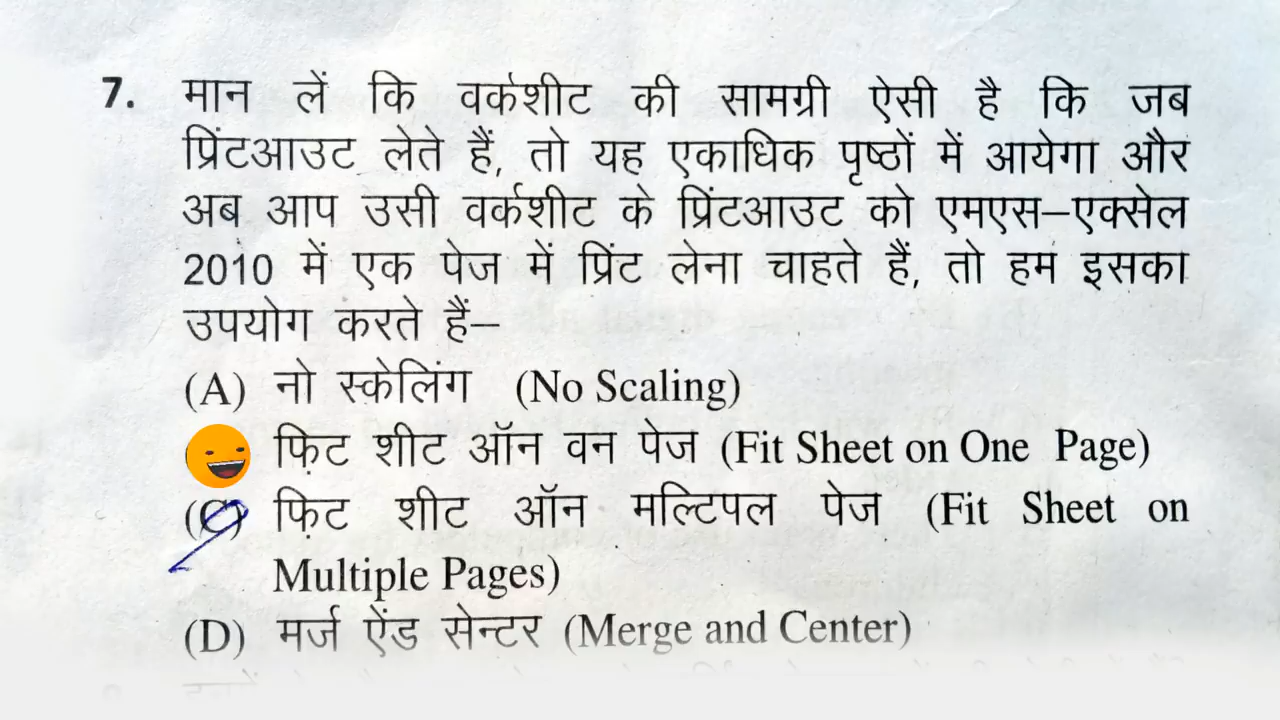 7. मान लें कि वर्कशीट की सामग्री ऐसी है कि जब
प्रिंटआउट लेते हैं, तो यह एकाधिक पृष्ठों में आयेगा और
अब आप उसी वर्कशीट के प्रिंटआउट को एमएस–एक्सेल
2010 में एक पेज में प्रिंट लेना चाहते हैं, तो हम इसका
उपयोग करते हैं–
(A) नो स्केलिंग (No Scaling)
फ़िट शीट ऑन वन पेज (Fit Sheet on One Page)
(C) फ़िट शीट ऑन मल्टिपल पेज (Fit Sheet on
Multiple Pages)
(D) मर्ज ऐंड सेन्टर (Merge and Center)